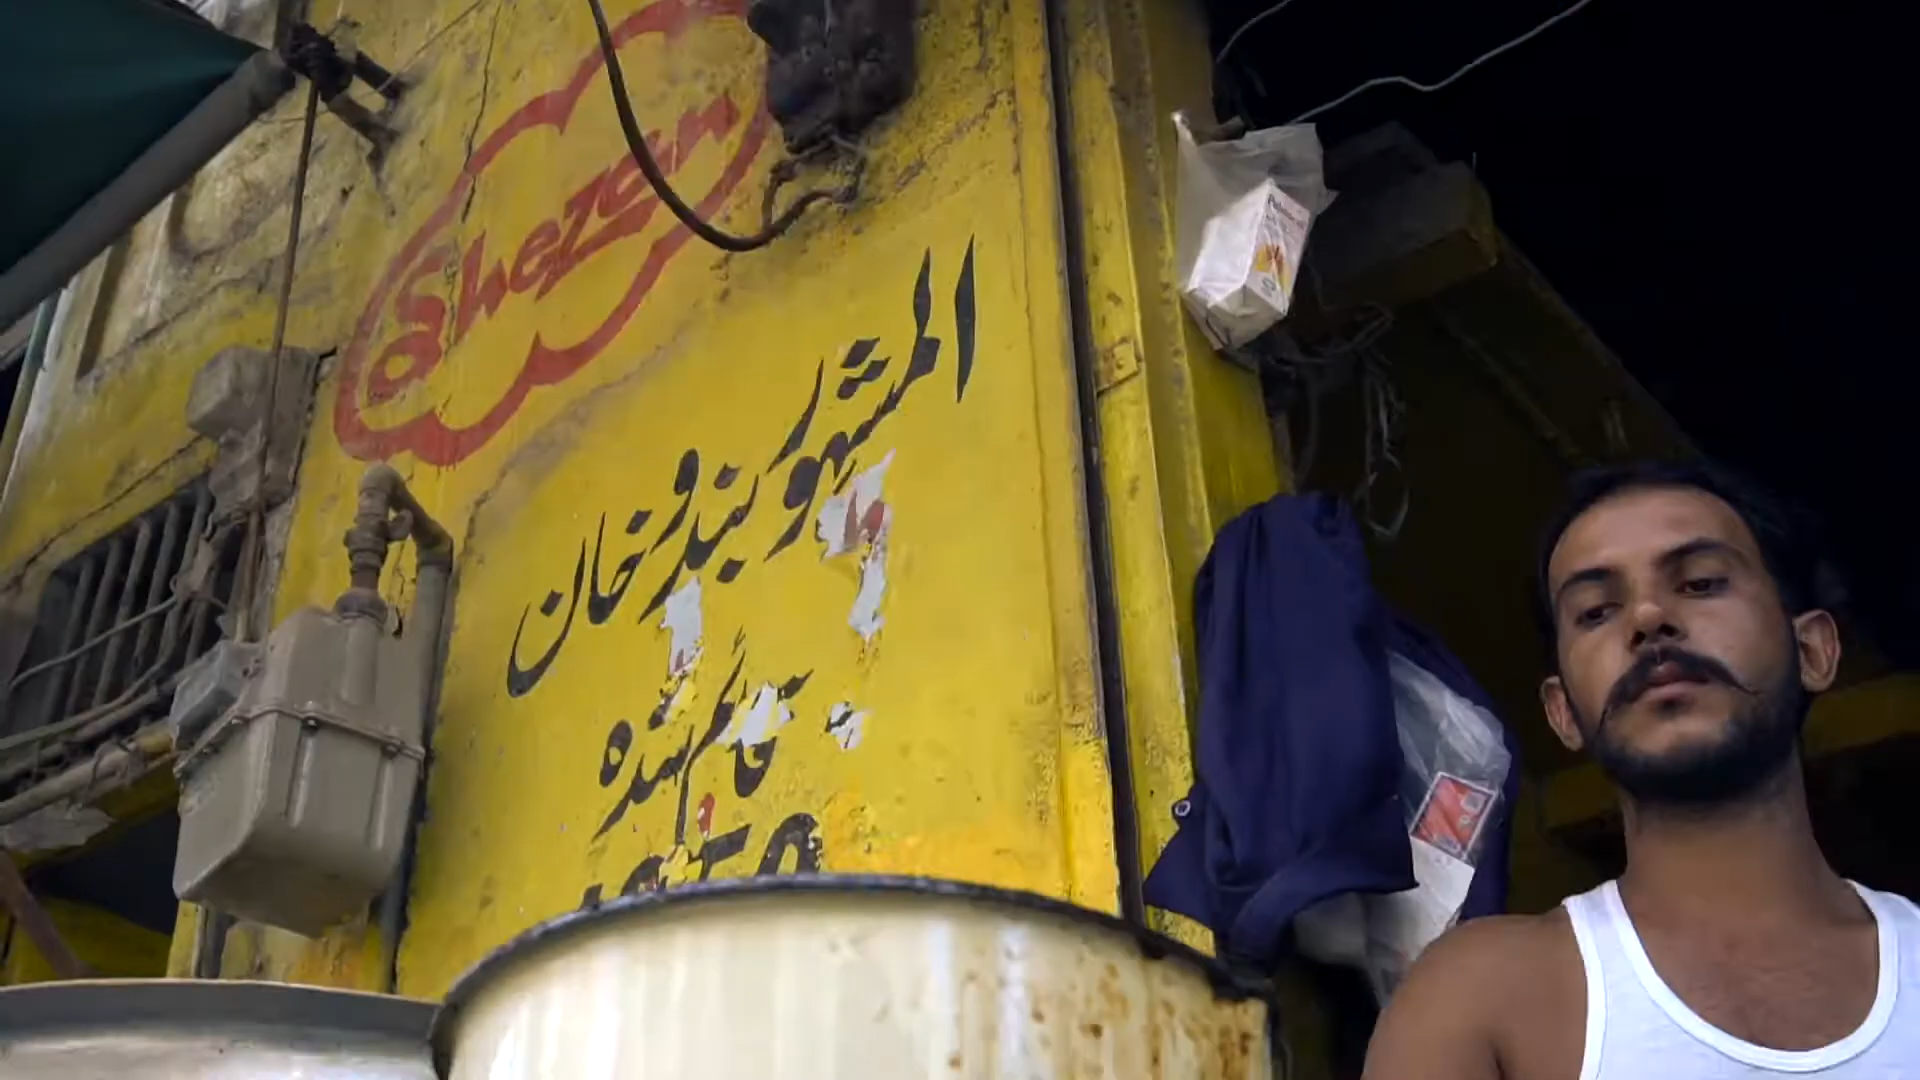 Shezan
المشہور بندو خان
قائم شدہ